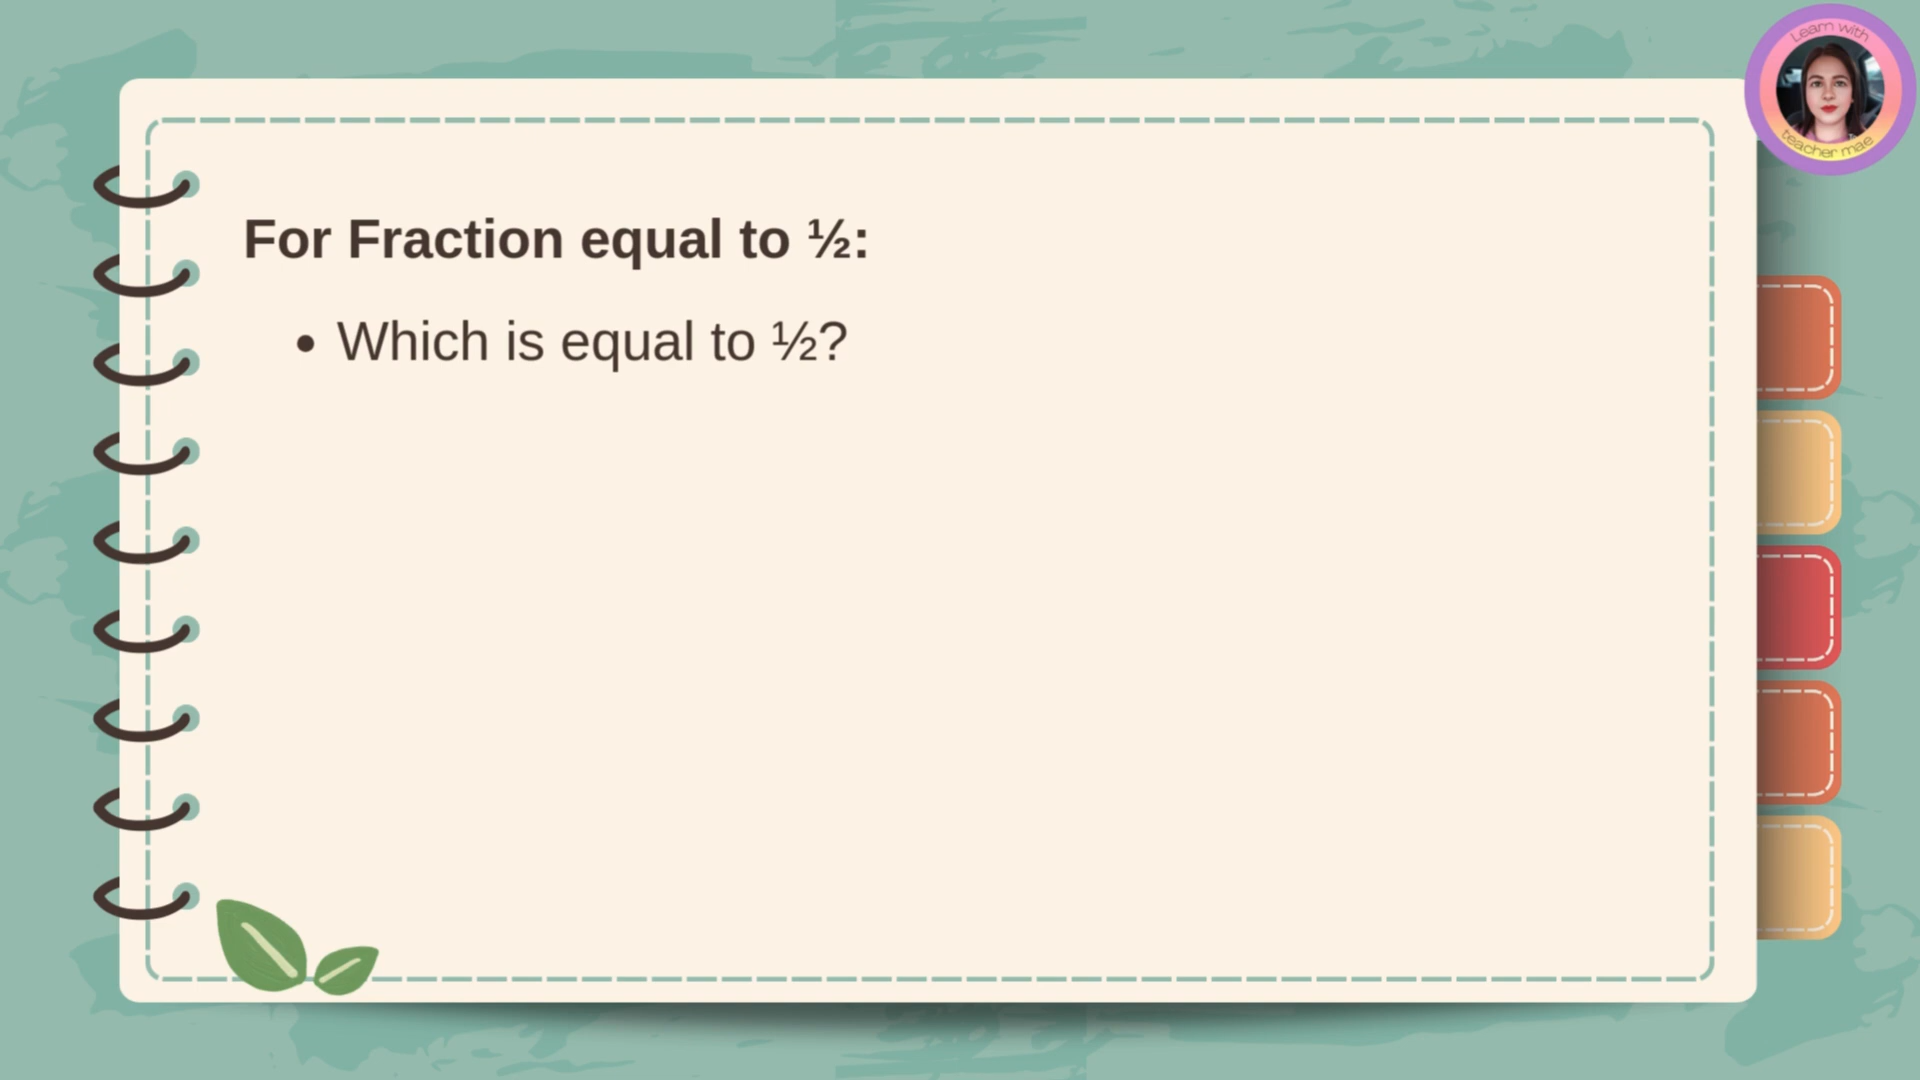 Learn with
teacher mae
For Fraction equal to ½:
• Which is equal to ½?